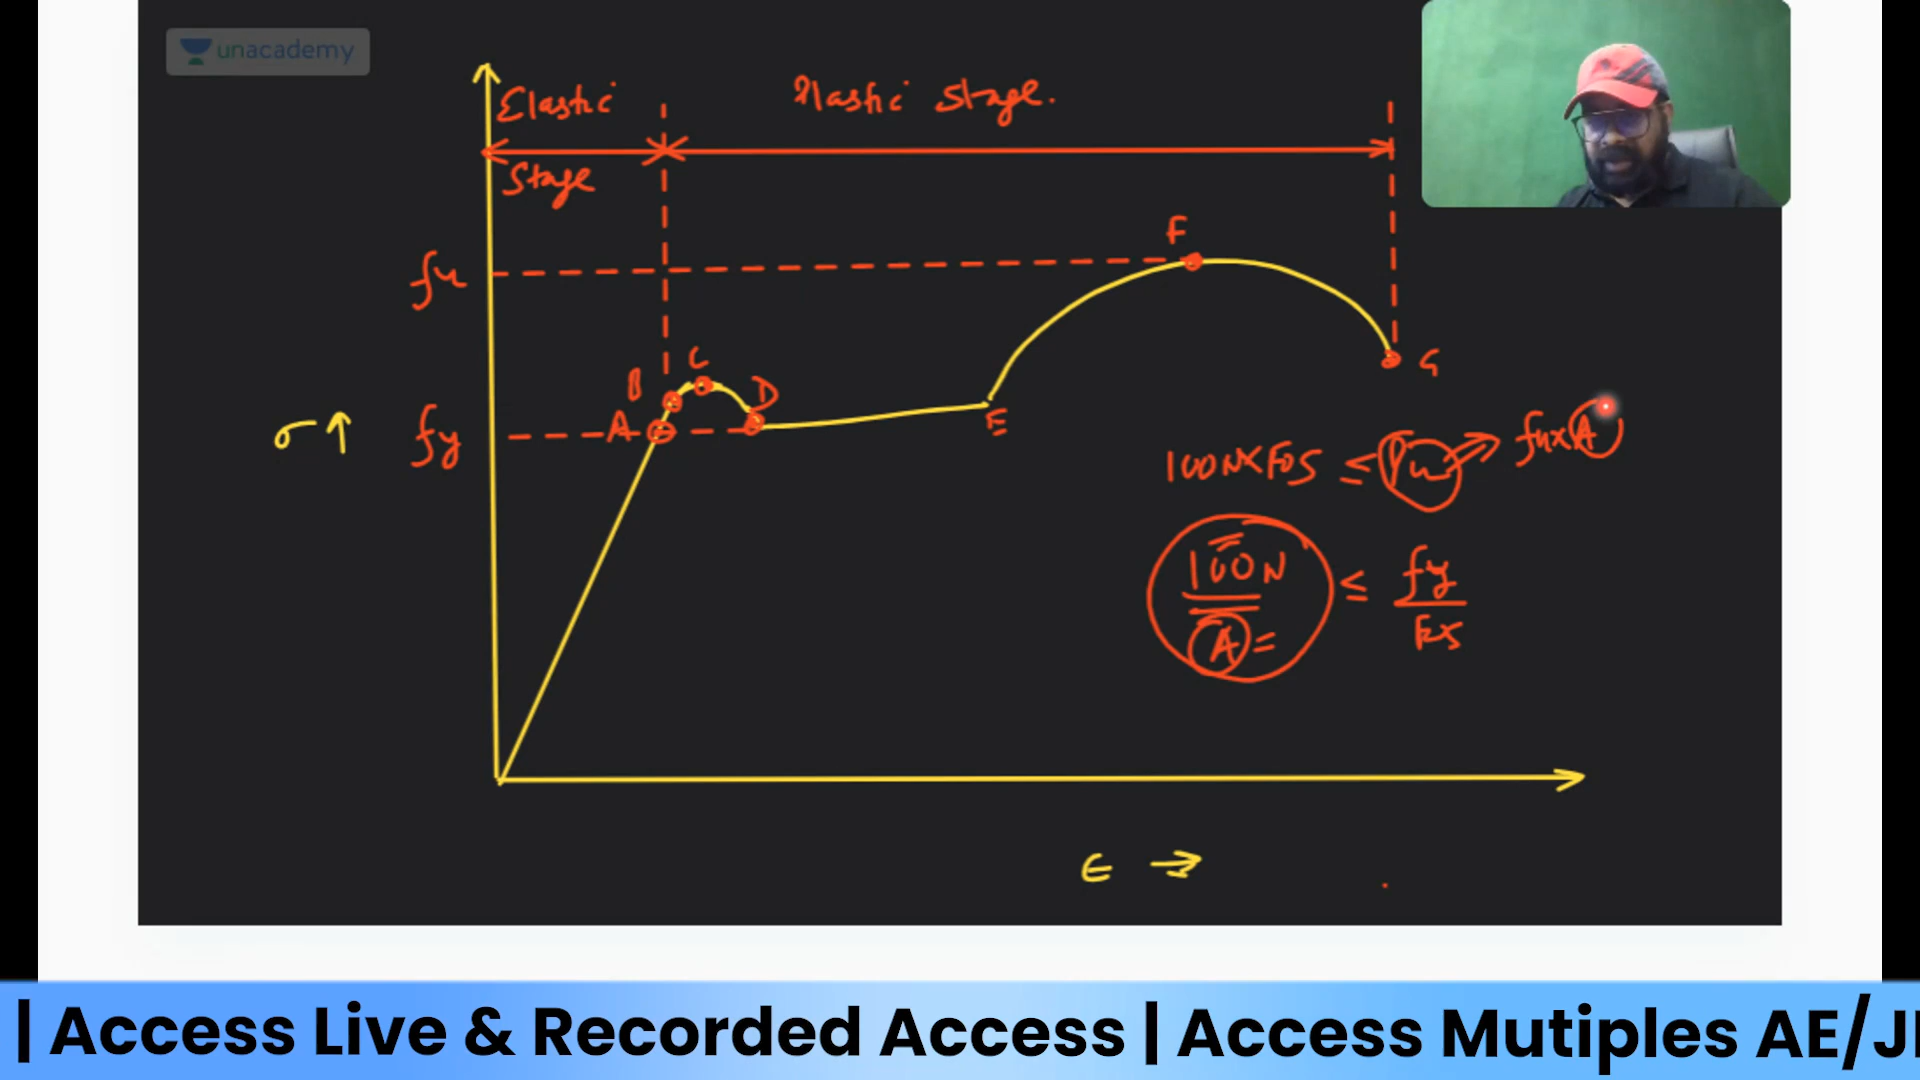 unacademy
Elastic
Stage
Plastic Stage.
fu
F
C
B
D
A
G
σ↑
fy
E
100N×FOS ≤ Pu ⇒ fu×A
100N
A =
≤ fy
FOS
ϵ →
| Access Live & Recorded Access | Access Mutiples AE/JE